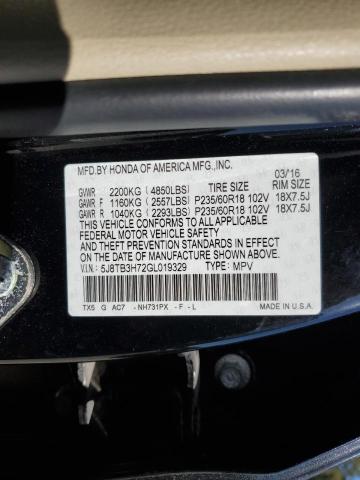 MFD.BY HONDA OF AMERICA MFG.,INC. 03/16
GVWR 2200KG (4850LBS) TIRE SIZE RIM SIZE
GAWR F 1160KG (2557LBS) P235/60R18 102V 18X7.5J
GAWR R 1040KG (2293LBS) P235/60R18 102V 18X7.5J
THIS VEHICLE CONFORMS TO ALL APPLICABLE
FEDERAL MOTOR VEHICLE SAFETY
AND THEFT PREVENTION STANDARDS IN EFFECT ON
THE DATE OF MANUFACTURE SHOWN ABOVE
5J8TB3H72GL019329 TYPE: MPV
TX5 G AC7 - NH731PX - F - L MADE IN U.S.A.